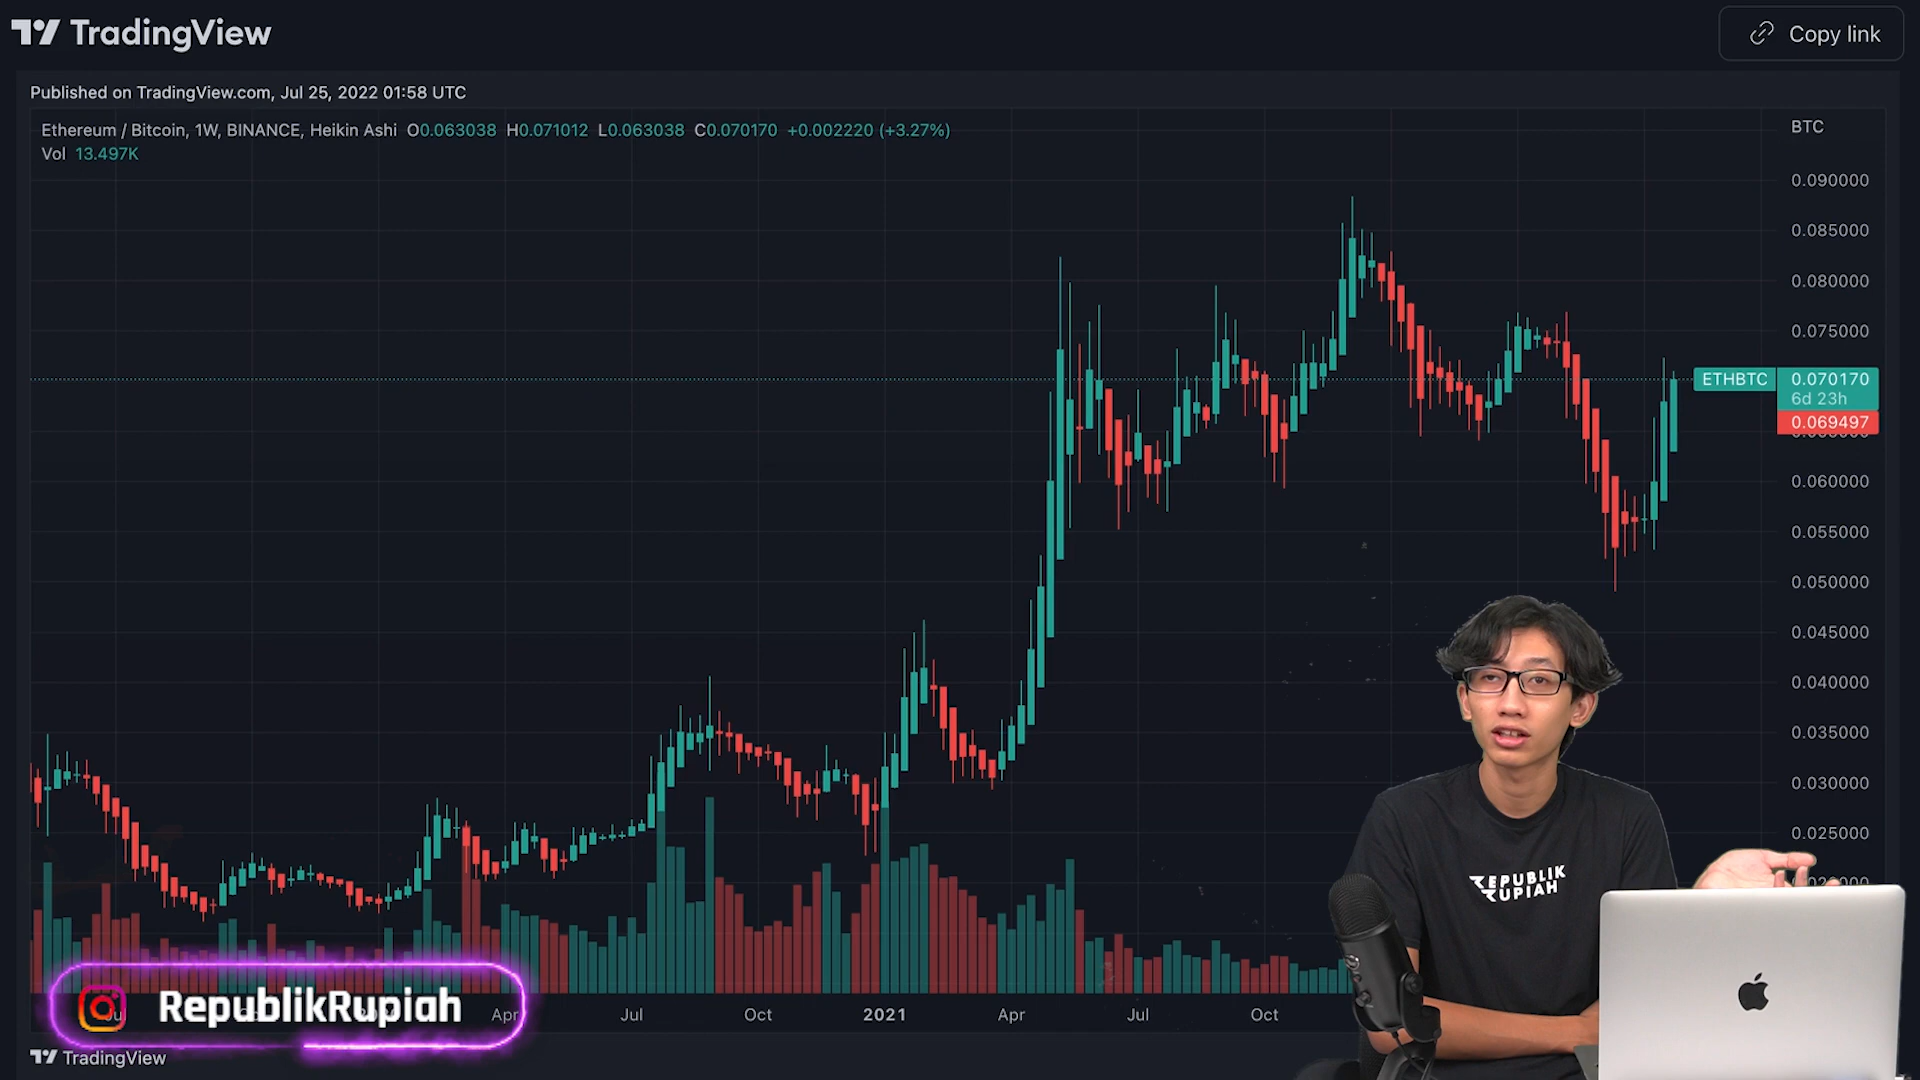 TradingView
Copy link
Published on TradingView.com, Jul 25, 2022 01:58 UTC
Ethereum / Bitcoin, 1W, BINANCE, Heikin Ashi O0.063038 H0.071012 L0.063038 C0.070170 +0.002220 (+3.27%)
BTC
Vol 13.497K
0.090000
0.085000
0.080000
0.075000
ETHBTC 0.070170
6d 23h
0.069497
0.060000
0.055000
0.050000
0.045000
0.040000
0.035000
0.030000
0.025000
REPUBLIK
RUPIAH
RepublikRupiah
Apr Jul Oct 2021 Apr Jul Oct
TradingView